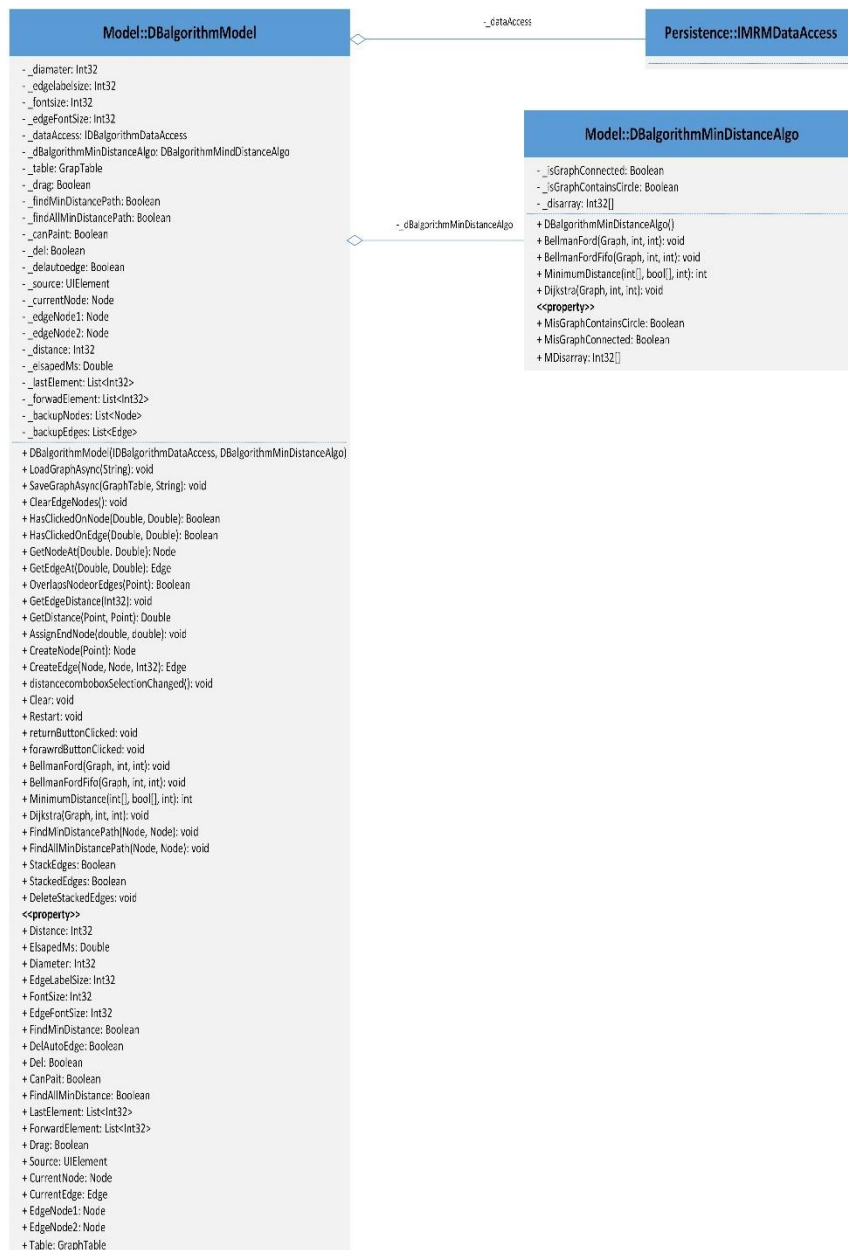 Model::DBalgorithmModel
- _diamater: Int32
- _edgelabelsize: Int32
- _fontsize: Int32
- _edgeFontSize: Int32
- _dataAccess: IDBalgorithmDataAccess
- _dBalgorithmMinDistanceAlgo: DBalgorithmMindDistanceAlgo
- _table: GrapTable
- _drag: Boolean
- _findMinDistancePath: Boolean
- _findAllMinDistancePath: Boolean
- _canPaint: Boolean
- _del: Boolean
- _delautoedge: Boolean
- _source: UIElement
- _currentNode: Node
- _edgeNode1: Node
- _edgeNode2: Node
- _distance: Int32
- _elsapedMs: Double
- _lastElement: List<Int32>
- _forwadElement: List<Int32>
- _backupNodes: List<Node>
- _backupEdges: List<Edge>
+ DBalgorithmModel(IDBalgorithmDataAccess, DBalgorithmMinDistanceAlgo)
+ LoadGraphAsync(String): void
+ SaveGraphAsync(GraphTable, String): void
+ ClearEdgeNodes(): void
+ HasClickedOnNode(Double, Double): Boolean
+ HasClickedOnEdge(Double, Double): Boolean
+ GetNodeAt(Double. Double): Node
+ GetEdgeAt(Double, Double): Edge
+ OverlapsNodeorEdges(Point): Boolean
+ GetEdgeDistance(Int32): void
+ GetDistance(Point, Point): Double
+ AssignEndNode(double, double): void
+ CreateNode(Point): Node
+ CreateEdge(Node, Node, Int32): Edge
+ distancecomboboxSelectionChanged(): void
+ Clear: void
+ Restart: void
+ returnButtonClicked: void
+ forawrdButtonClicked: void
+ BellmanFord(Graph, int, int): void
+ BellmanFordFifo(Graph, int, int): void
+ MinimumDistance(int[], bool[], int): int
+ Dijkstra(Graph, int, int): void
+ FindMinDistancePath(Node, Node): void
+ FindAllMinDistancePath(Node, Node): void
+ StackEdges: Boolean
+ StackedEdges: Boolean
+ DeleteStackedEdges: void
<<property>>
+ Distance: Int32
+ ElsapedMs: Double
+ Diameter: Int32
+ EdgeLabelSize: Int32
+ FontSize: Int32
+ EdgeFontSize: Int32
+ FindMinDistance: Boolean
+ DelAutoEdge: Boolean
+ Del: Boolean
+ CanPait: Boolean
+ FindAllMinDistance: Boolean
+ LastElement: List<Int32>
+ ForwardElement: List<Int32>
+ Drag: Boolean
+ Source: UIElement
+ CurrentNode: Node
+ CurrentEdge: Edge
+ EdgeNode1: Node
+ EdgeNode2: Node
+ Table: GraphTable
-_dataAccess
Persistence::IMRMDataAccess
-_dBalgorithmMinDistanceAlgo
Model::DBalgorithmMinDistanceAlgo
- _isGraphConnected: Boolean
- _isGraphContainsCircle: Boolean
- _disarray: Int32[]
+ DBalgorithmMinDistanceAlgo()
+ BellmanFord(Graph, int, int): void
+ BellmanFordFifo(Graph, int, int): void
+ MinimumDistance(int[], bool[], int): int
+ Dijkstra(Graph, int, int): void
<<property>>
+ MisGraphContainsCircle: Boolean
+ MisGraphConnected: Boolean
+ MDisarray: Int32[]